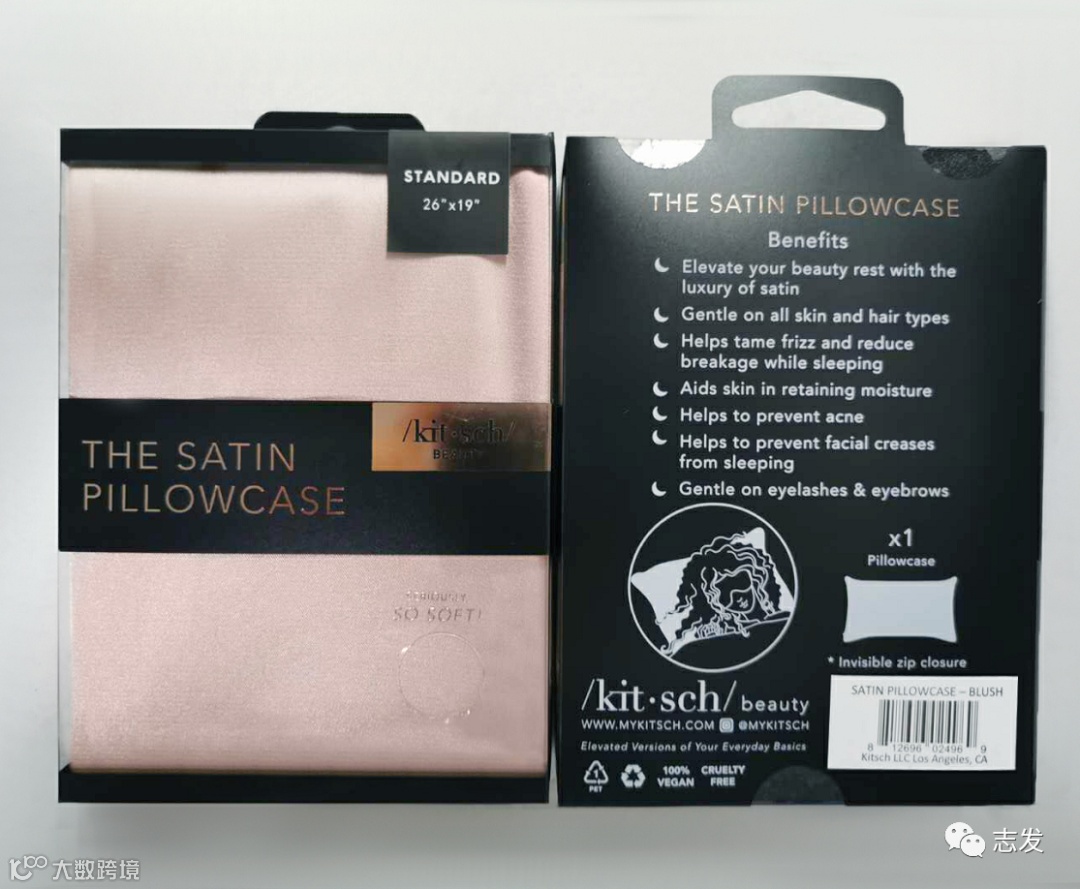 STANDARD
26"x19"
/kit·sch/
BEAUTY
THE SATIN
PILLOWCASE
SERIOUSLY
SO SOFT!
THE SATIN PILLOWCASE
Benefits
Elevate your beauty rest with the
luxury of satin
Gentle on all skin and hair types
Helps tame frizz and reduce
breakage while sleeping
Aids skin in retaining moisture
Helps to prevent acne
Helps to prevent facial creases
from sleeping
Gentle on eyelashes & eyebrows
x1
Pillowcase
* Invisible zip closure
/kit·sch/ beauty
WWW.MYKITSCH.COM @MYKITSCH
Elevated Versions of Your Everyday Basics
1
PET
100%
VEGAN
CRUELTY
FREE
SATIN PILLOWCASE – BLUSH
8 12696 02496 9
Kitsch LLC Los Angeles, CA
志发
大数跨境